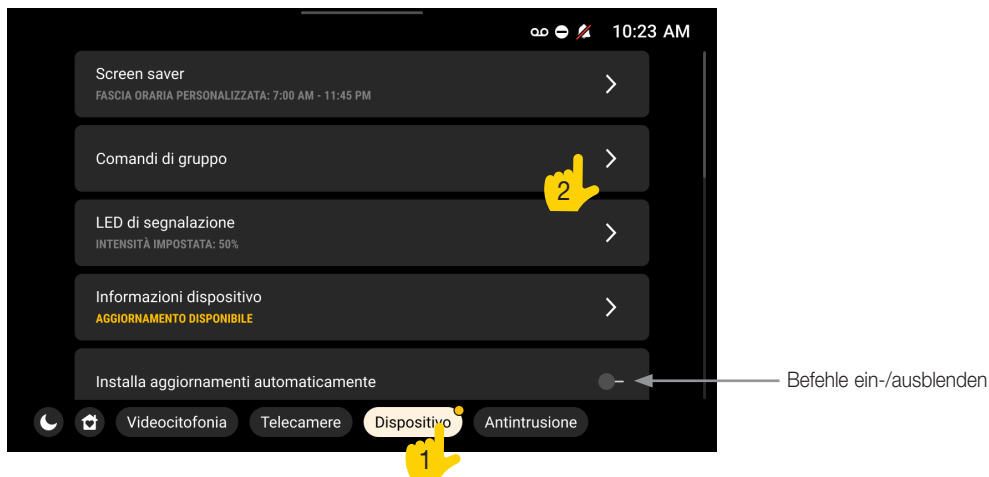 10:23 AM
Screen saver
FASCIA ORARIA PERSONALIZZATA: 7:00 AM - 11:45 PM
Comandi di gruppo
2
LED di segnalazione
INTENSITÀ IMPOSTATA: 50%
Informazioni dispositivo
AGGIORNAMENTO DISPONIBILE
Installa aggiornamenti automaticamente
Befehle ein-/ausblenden
Videocitofonia Telecamere Dispositivo Antintrusione
1